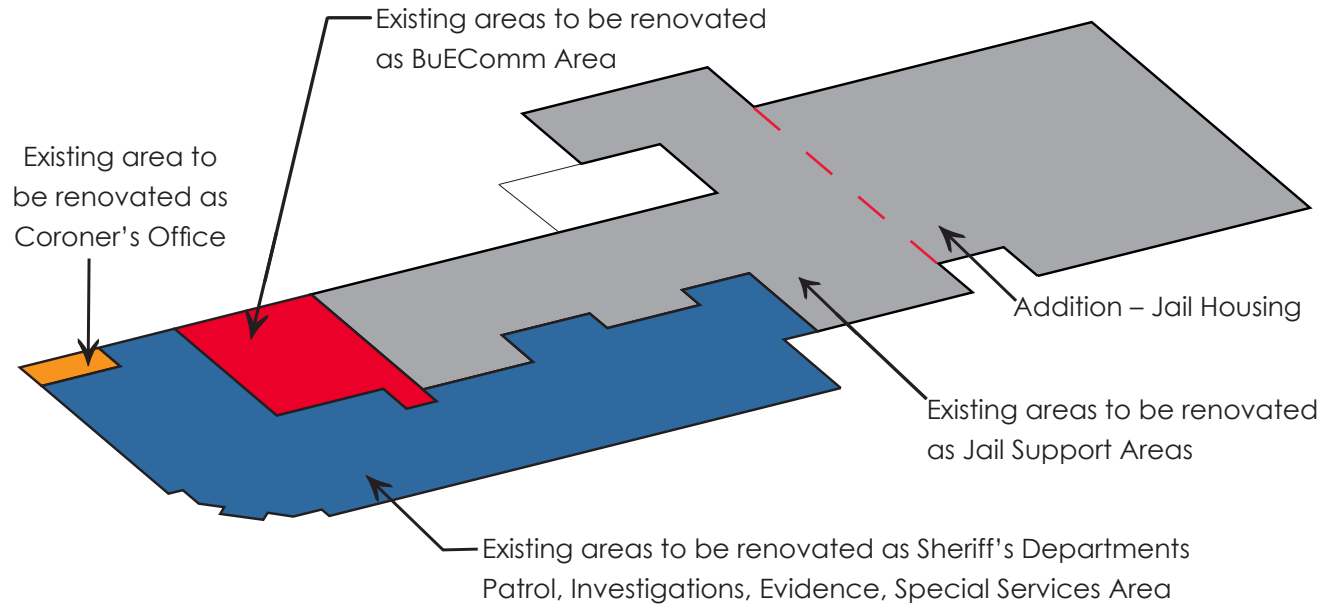 Existing areas to be renovated
as BuEComm Area
Existing area to
be renovated as
Coroner’s Office
Addition – Jail Housing
Existing areas to be renovated
as Jail Support Areas
Existing areas to be renovated as Sheriff’s Departments
Patrol, Investigations, Evidence, Special Services Area